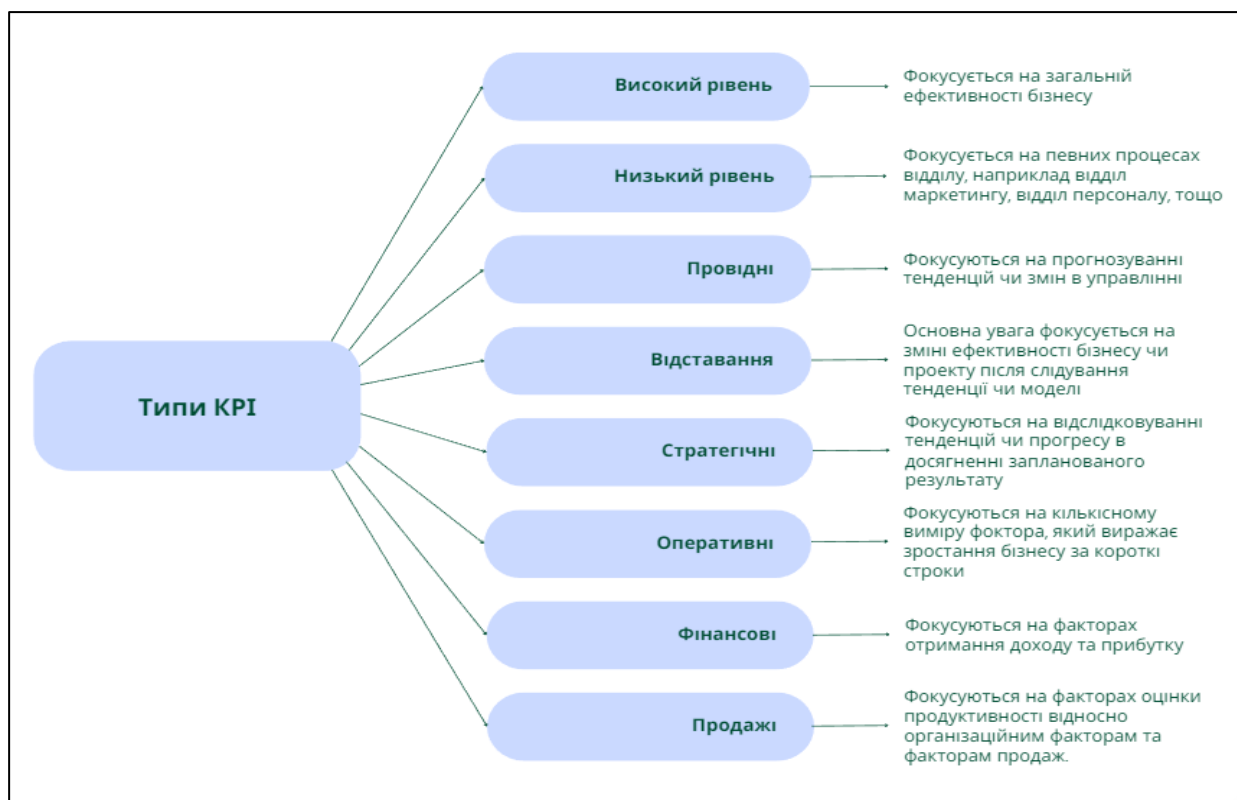 Типи KPI
Високий рівень
Фокусується на загальній
ефективності бізнесу
Низький рівень
Фокусується на певних процесах
відділу, наприклад відділ
маркетингу, відділ персоналу, тощо
Провідні
Фокусуються на прогнозуванні
тенденцій чи змін в управлінні
Відставання
Основна увага фокусується на
зміні ефективності бізнесу чи
проекту після слідування
тенденції чи моделі
Стратегічні
Фокусуються на відслідковуванні
тенденцій чи прогресу в
досягненні запланованого
результату
Оперативні
Фокусуються на кількісному
виміру фоктора, який виражає
зростання бізнесу за короткі
строки
Фінансові
Фокусуються на факторах
отримання доходу та прибутку
Продажі
Фокусуються на факторах оцінки
продуктивності відносно
організаційним факторам та
факторам продаж.